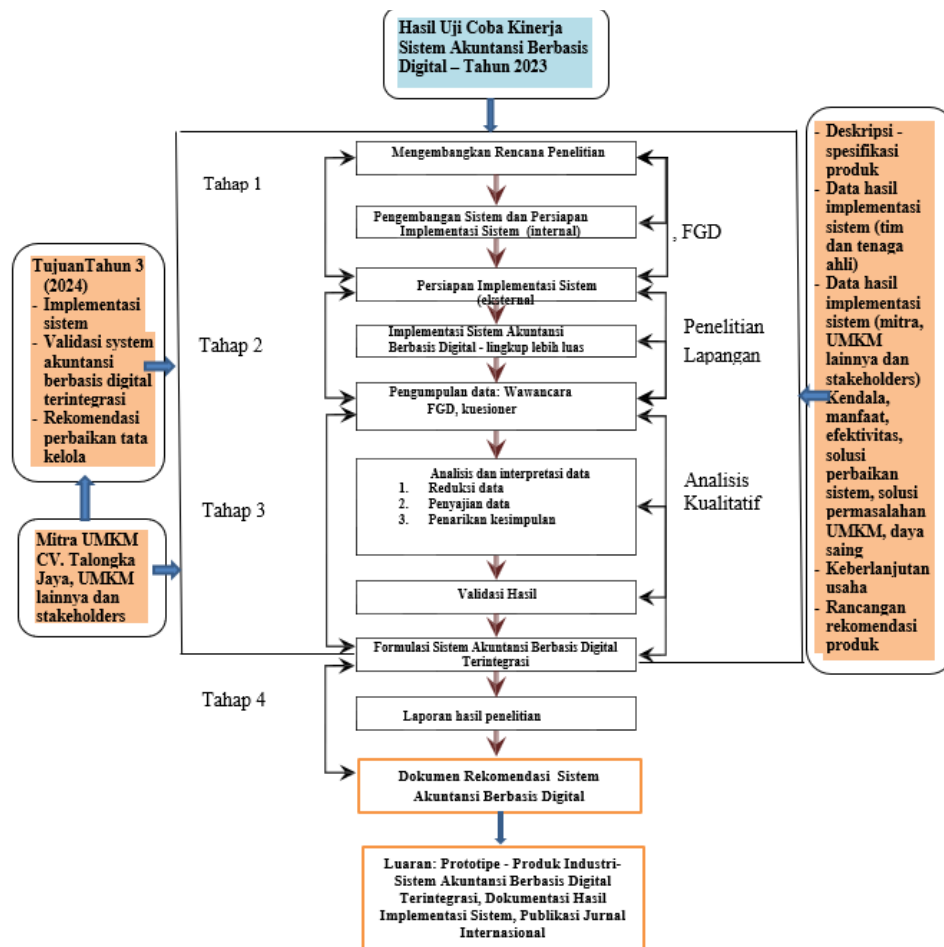 Hasil Uji Coba Kinerja
Sistem Akuntansi Berbasis
Digital – Tahun 2023
Tahap 1
Mengembangkan Rencana Penelitian
Pengembangan Sistem dan Persiapan
Implementasi Sistem (internal)
, FGD
Persiapan Implementasi Sistem
(eksternal
Tahap 2
Implementasi Sistem Akuntansi
Berbasis Digital - lingkup lebih luas
Penelitian
Lapangan
Pengumpulan data: Wawancara
FGD, kuesioner
Tahap 3
Analisis dan interpretasi data
1. Reduksi data
2. Penyajian data
3. Penarikan kesimpulan
Analisis
Kualitatif
Validasi Hasil
Formulasi Sistem Akuntansi Berbasis Digital
Terintegrasi
Tahap 4
Laporan hasil penelitian
Dokumen Rekomendasi Sistem
Akuntansi Berbasis Digital
Luaran: Prototipe - Produk Industri-
Sistem Akuntansi Berbasis Digital
Terintegrasi, Dokumentasi Hasil
Implementasi Sistem, Publikasi Jurnal
Internasional
TujuanTahun 3
(2024)
- Implementasi
sistem
- Validasi system
akuntansi
berbasis digital
terintegrasi
- Rekomendasi
perbaikan tata
kelola
Mitra UMKM
CV. Talongka
Jaya, UMKM
lainnya dan
stakeholders
- Deskripsi -
spesifikasi
produk
- Data hasil
implementasi
sistem (tim
dan tenaga
ahli)
- Data hasil
implementasi
sistem (mitra,
UMKM
lainnya dan
stakeholders)
- Kendala,
manfaat,
efektivitas,
solusi
perbaikan
sistem, solusi
permasalahan
UMKM, daya
saing
- Keberlanjutan
usaha
- Rancangan
rekomendasi
produk